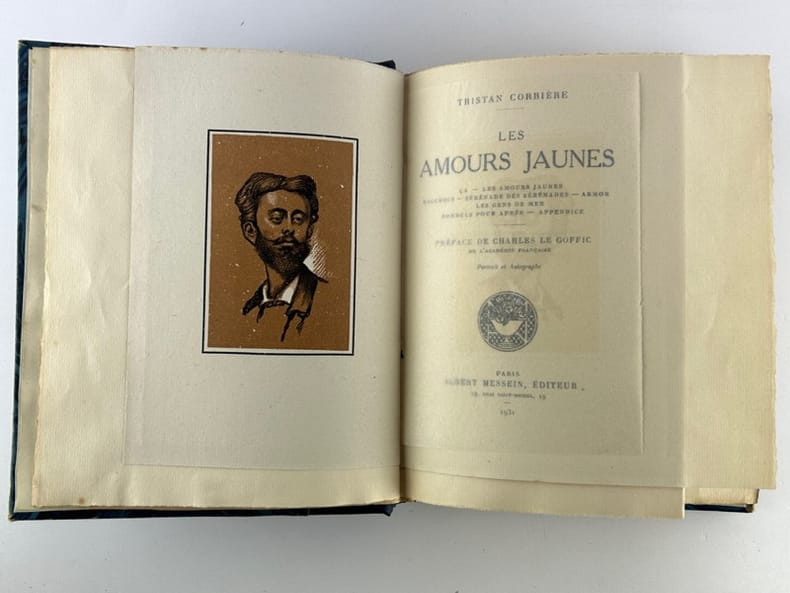 TRISTAN CORBIÈRE
LES
AMOURS JAUNES
ÇA — LES AMOURS JAUNES
RACCROCS — SÉRÉNADE DES SÉRÉNADES — ARMOR
LES GENS DE MER
RONDELS POUR APRÈS — APPENDICE
PRÉFACE DE CHARLES LE GOFFIC
DE L'ACADÉMIE FRANÇAISE
Portrait et Autographe
PARIS
ALBERT MESSEIN, ÉDITEUR
19, QUAI SAINT-MICHEL, 19
1931